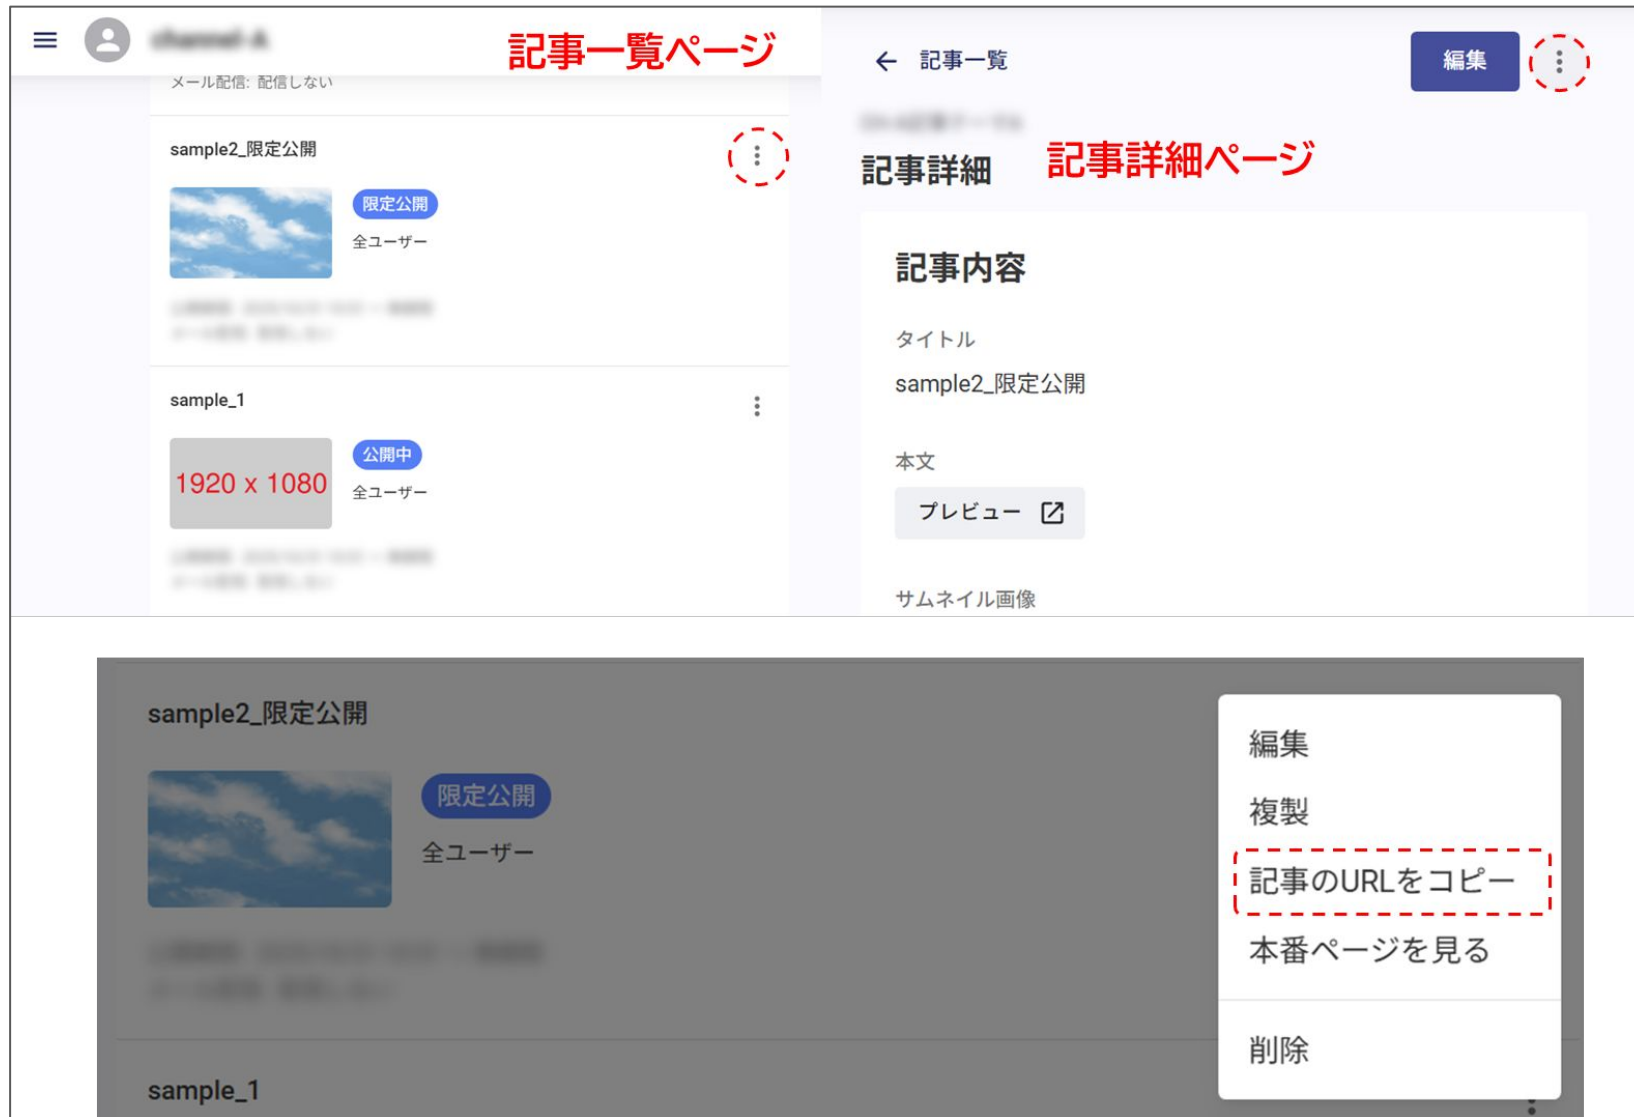 記事一覧ページ
メール配信: 配信しない
sample2_限定公開
限定公開
全ユーザー
sample_1
公開中
1920 x 1080
全ユーザー
記事一覧
編集
記事詳細
記事詳細ページ
記事内容
タイトル
sample2_限定公開
本文
プレビュー
サムネイル画像
sample2_限定公開
限定公開
全ユーザー
sample_1
編集
複製
記事のURLをコピー
本番ページを見る
削除